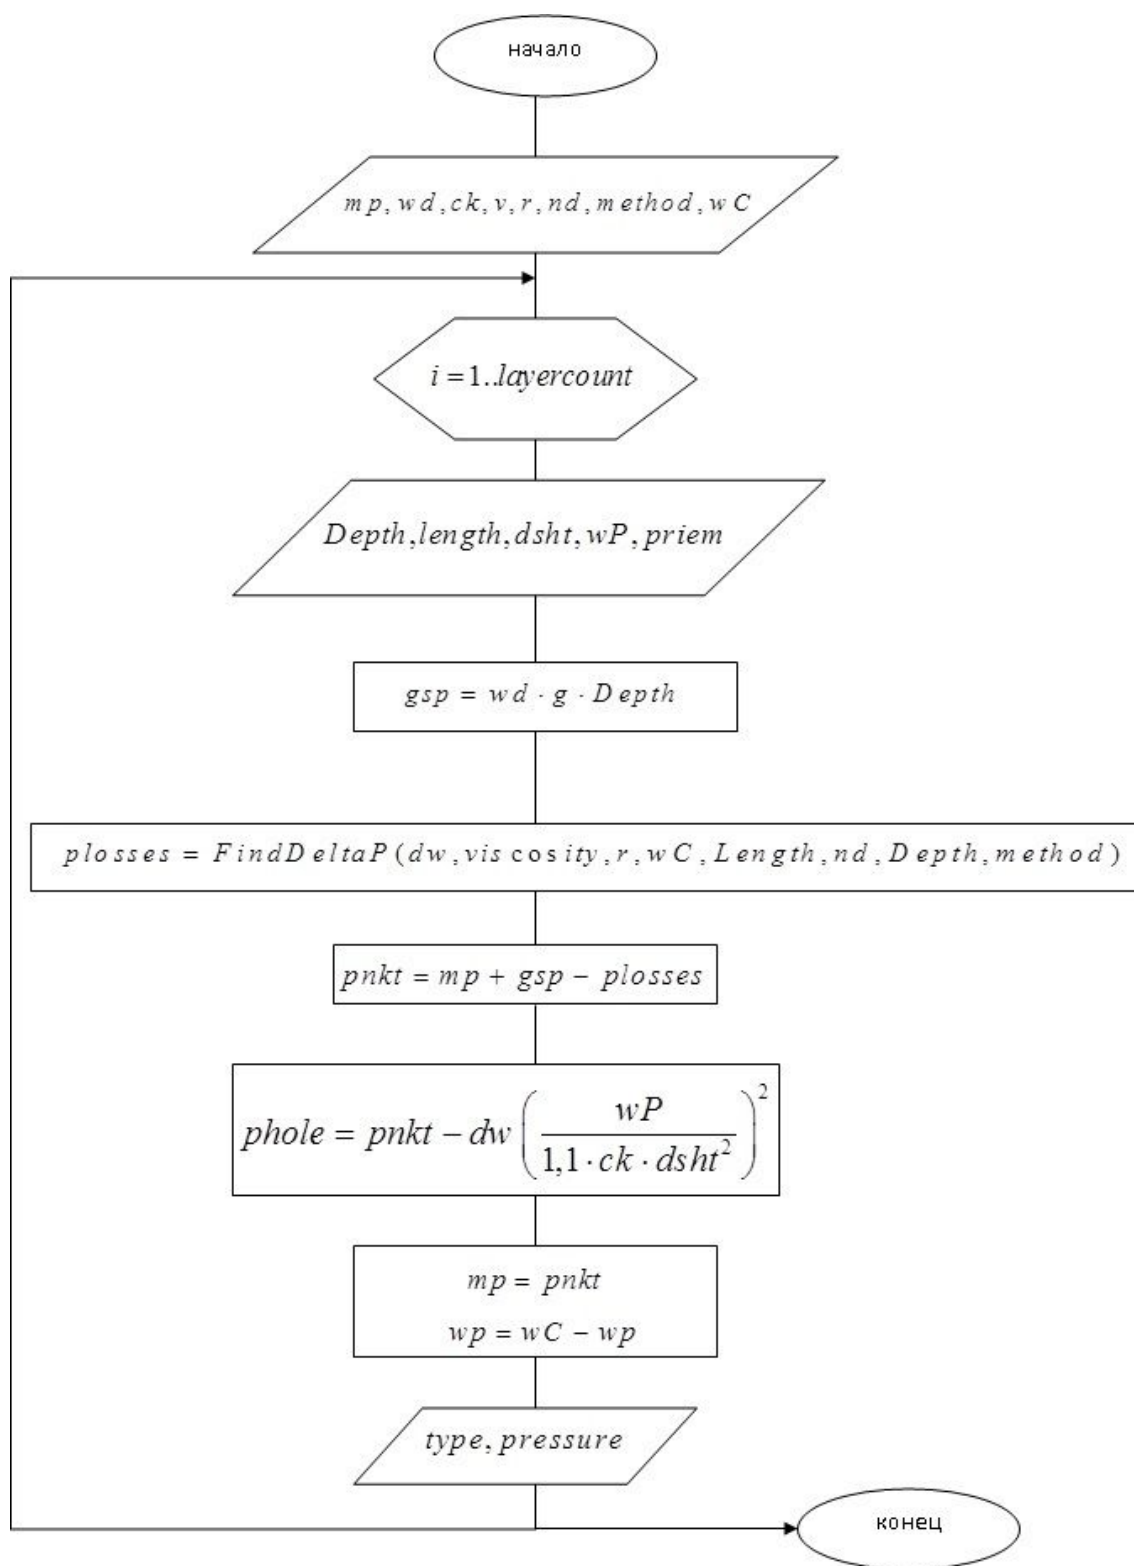 начало
mp, wd, ck, v, r, nd, method, wC
i = 1..layercount
Depth, length, dsht, wP, priem
gsp = wd · g · Depth
plosses = FindDeltaP(dw, viscosity, r, wC, Length, nd, Depth, method)
pnkt = mp + gsp − plosses
phole = pnkt − dw (wP / 1,1 · ck · dsht²)²
mp = pnkt
wp = wC − wp
type, pressure
конец